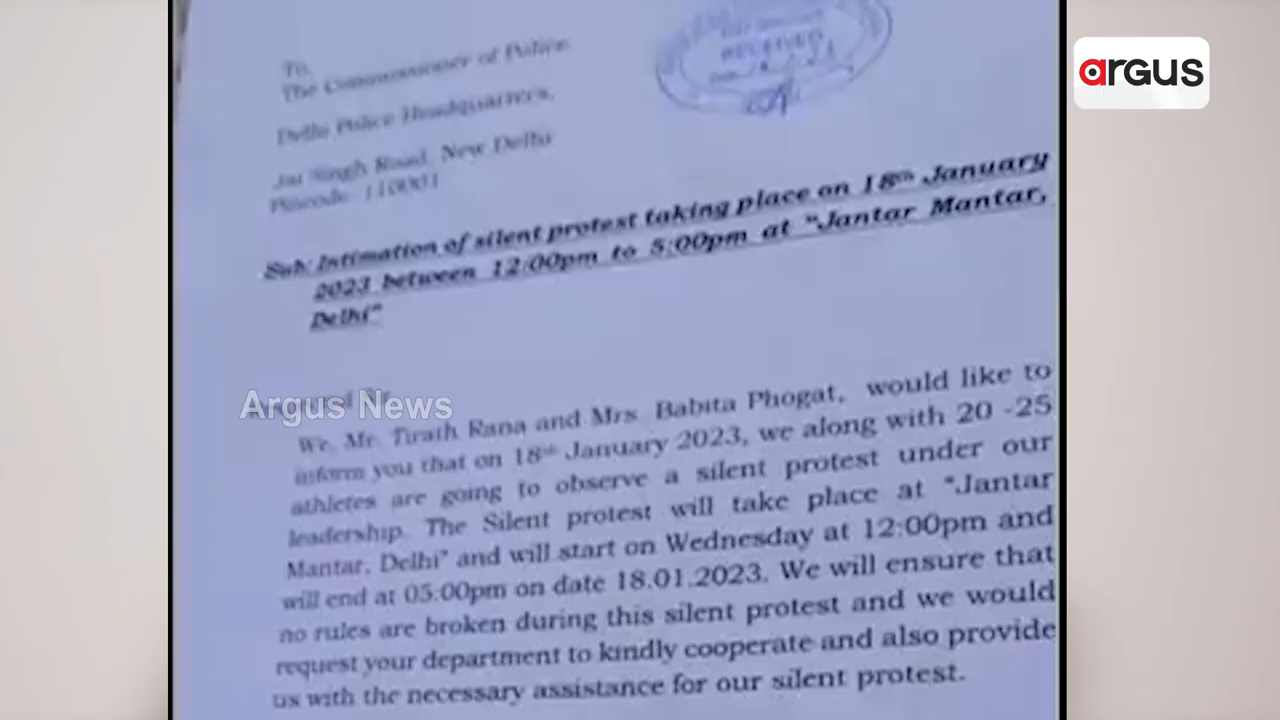 To,
The Commissioner of Police
Delhi Police Headquarters,
Jai Singh Road, New Delhi
Pincode: 110001
RECEIVED
argus
Sub: Intimation of silent protest taking place on 18th January
2023 between 12:00pm to 5:00pm at "Jantar Mantar,
Delhi"
Argus News
We, Mr. Tirath Rana and Mrs. Babita Phogat, would like to
inform you that on 18th January 2023, we along with 20 -25
athletes are going to observe a silent protest under our
leadership. The Silent protest will take place at "Jantar
Mantar, Delhi" and will start on Wednesday at 12:00pm and
will end at 05:00pm on date 18.01.2023. We will ensure that
no rules are broken during this silent protest and we would
request your department to kindly cooperate and also provide
us with the necessary assistance for our silent protest.